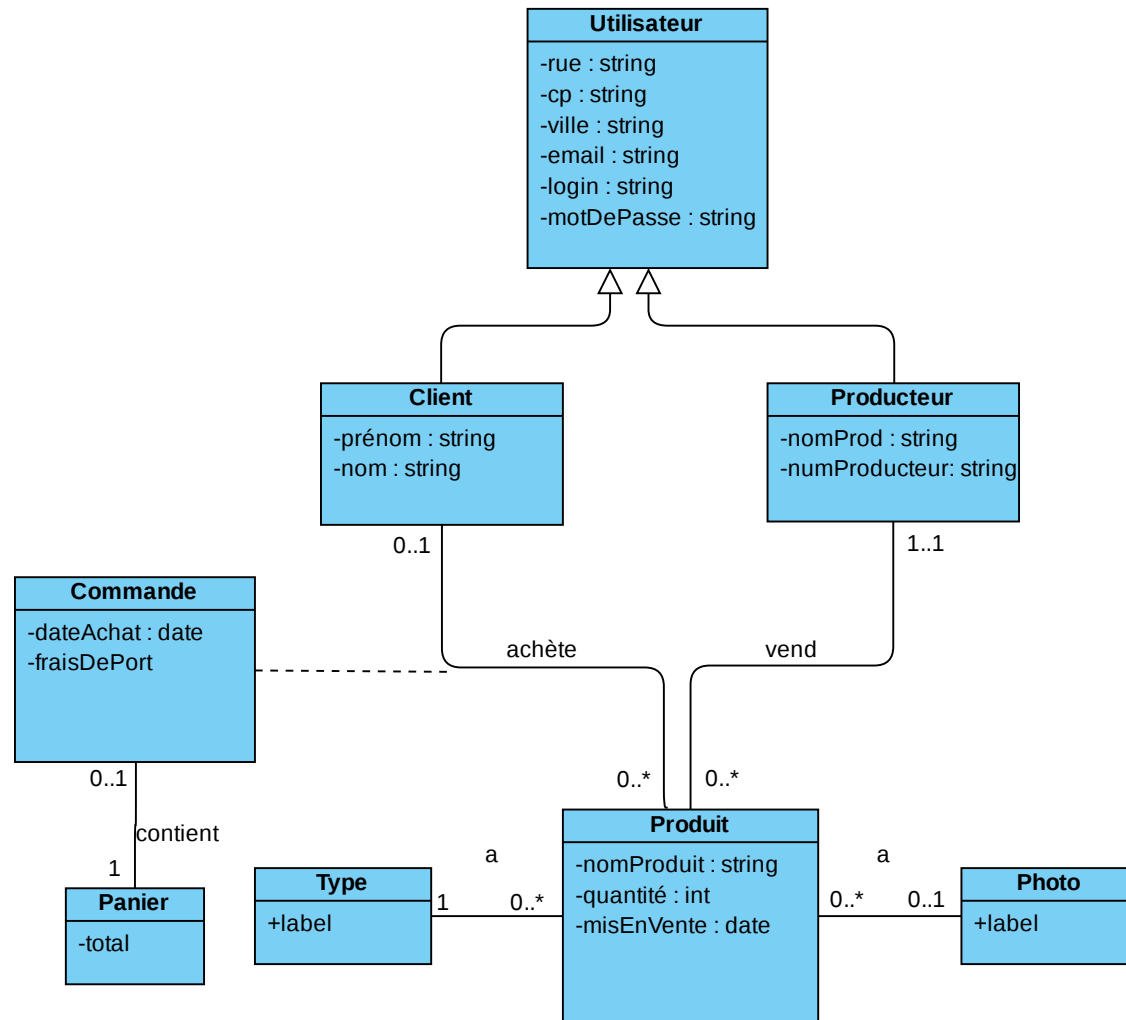 Utilisateur
-rue : string
-cp : string
-ville : string
-email : string
-login : string
-motDePasse : string
Client
-prénom : string
-nom : string
Producteur
-nomProd : string
-numProducteur: string
0..1
1..1
Commande
-dateAchat : date
-fraisDePort
achète
vend
0..1
0..*
0..*
contient
1
Panier
-total
Type
+label
a
1
0..*
Produit
-nomProduit : string
-quantité : int
-misEnVente : date
a
0..*
0..1
Photo
+label